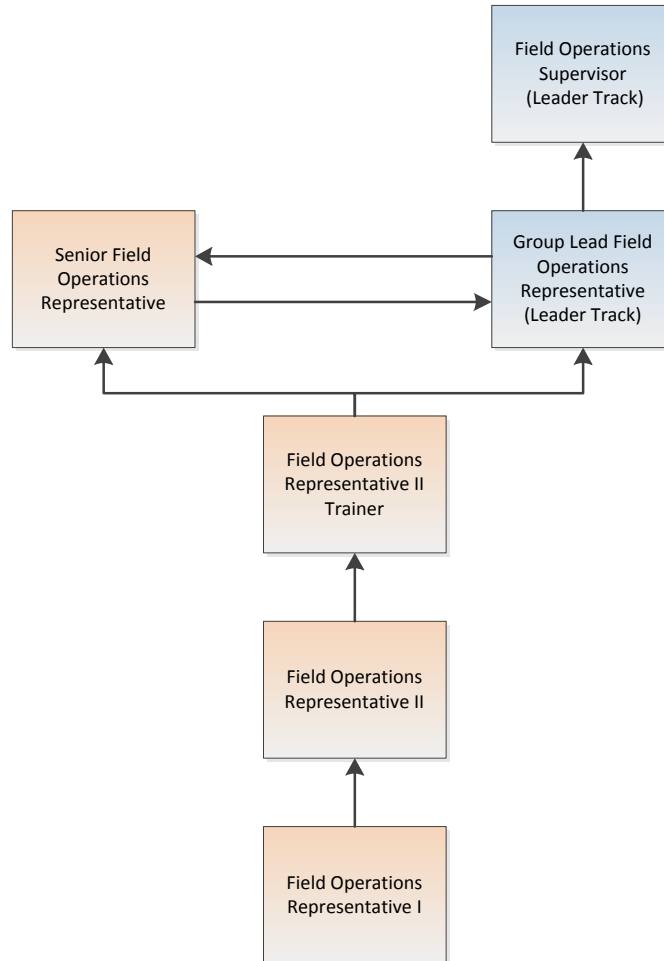 Field Operations
Supervisor
(Leader Track)
Senior Field
Operations
Representative
Group Lead Field
Operations
Representative
(Leader Track)
Field Operations
Representative II
Trainer
Field Operations
Representative II
Field Operations
Representative I